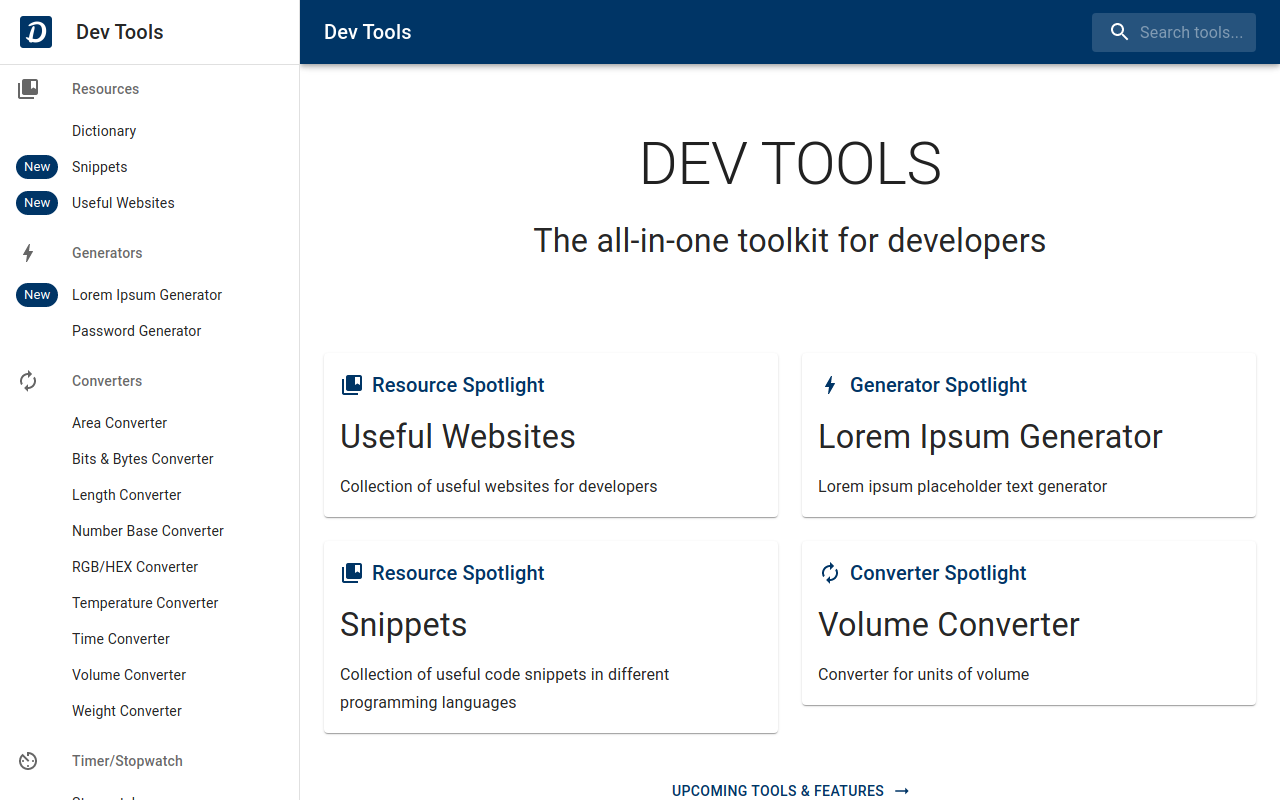 D Dev Tools
Resources
Dictionary
New Snippets
New Useful Websites
Generators
New Lorem Ipsum Generator
Password Generator
Converters
Area Converter
Bits & Bytes Converter
Length Converter
Number Base Converter
RGB/HEX Converter
Temperature Converter
Time Converter
Volume Converter
Weight Converter
Timer/Stopwatch
Dev Tools
Search tools...
DEV TOOLS
The all-in-one toolkit for developers
Resource Spotlight
Useful Websites
Collection of useful websites for developers
Generator Spotlight
Lorem Ipsum Generator
Lorem ipsum placeholder text generator
Resource Spotlight
Snippets
Collection of useful code snippets in different
programming languages
Converter Spotlight
Volume Converter
Converter for units of volume
UPCOMING TOOLS & FEATURES →